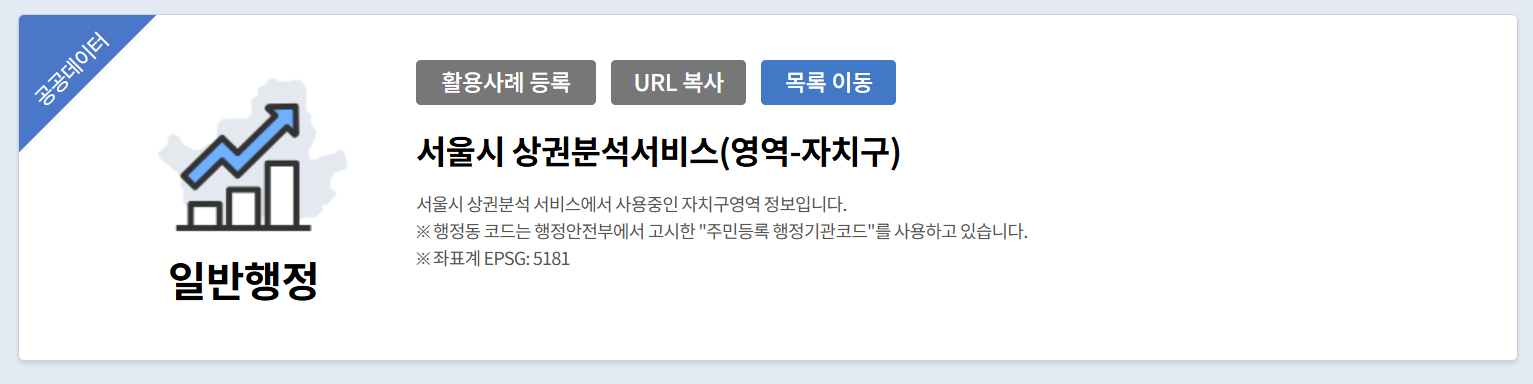 공공데이터
일반행정
활용사례 등록
URL 복사
목록 이동
서울시 상권분석서비스(영역-자치구)
서울시 상권분석 서비스에서 사용중인 자치구영역 정보입니다.
※ 행정동 코드는 행정안전부에서 고시한 "주민등록 행정기관코드"를 사용하고 있습니다.
※ 좌표계 EPSG: 5181